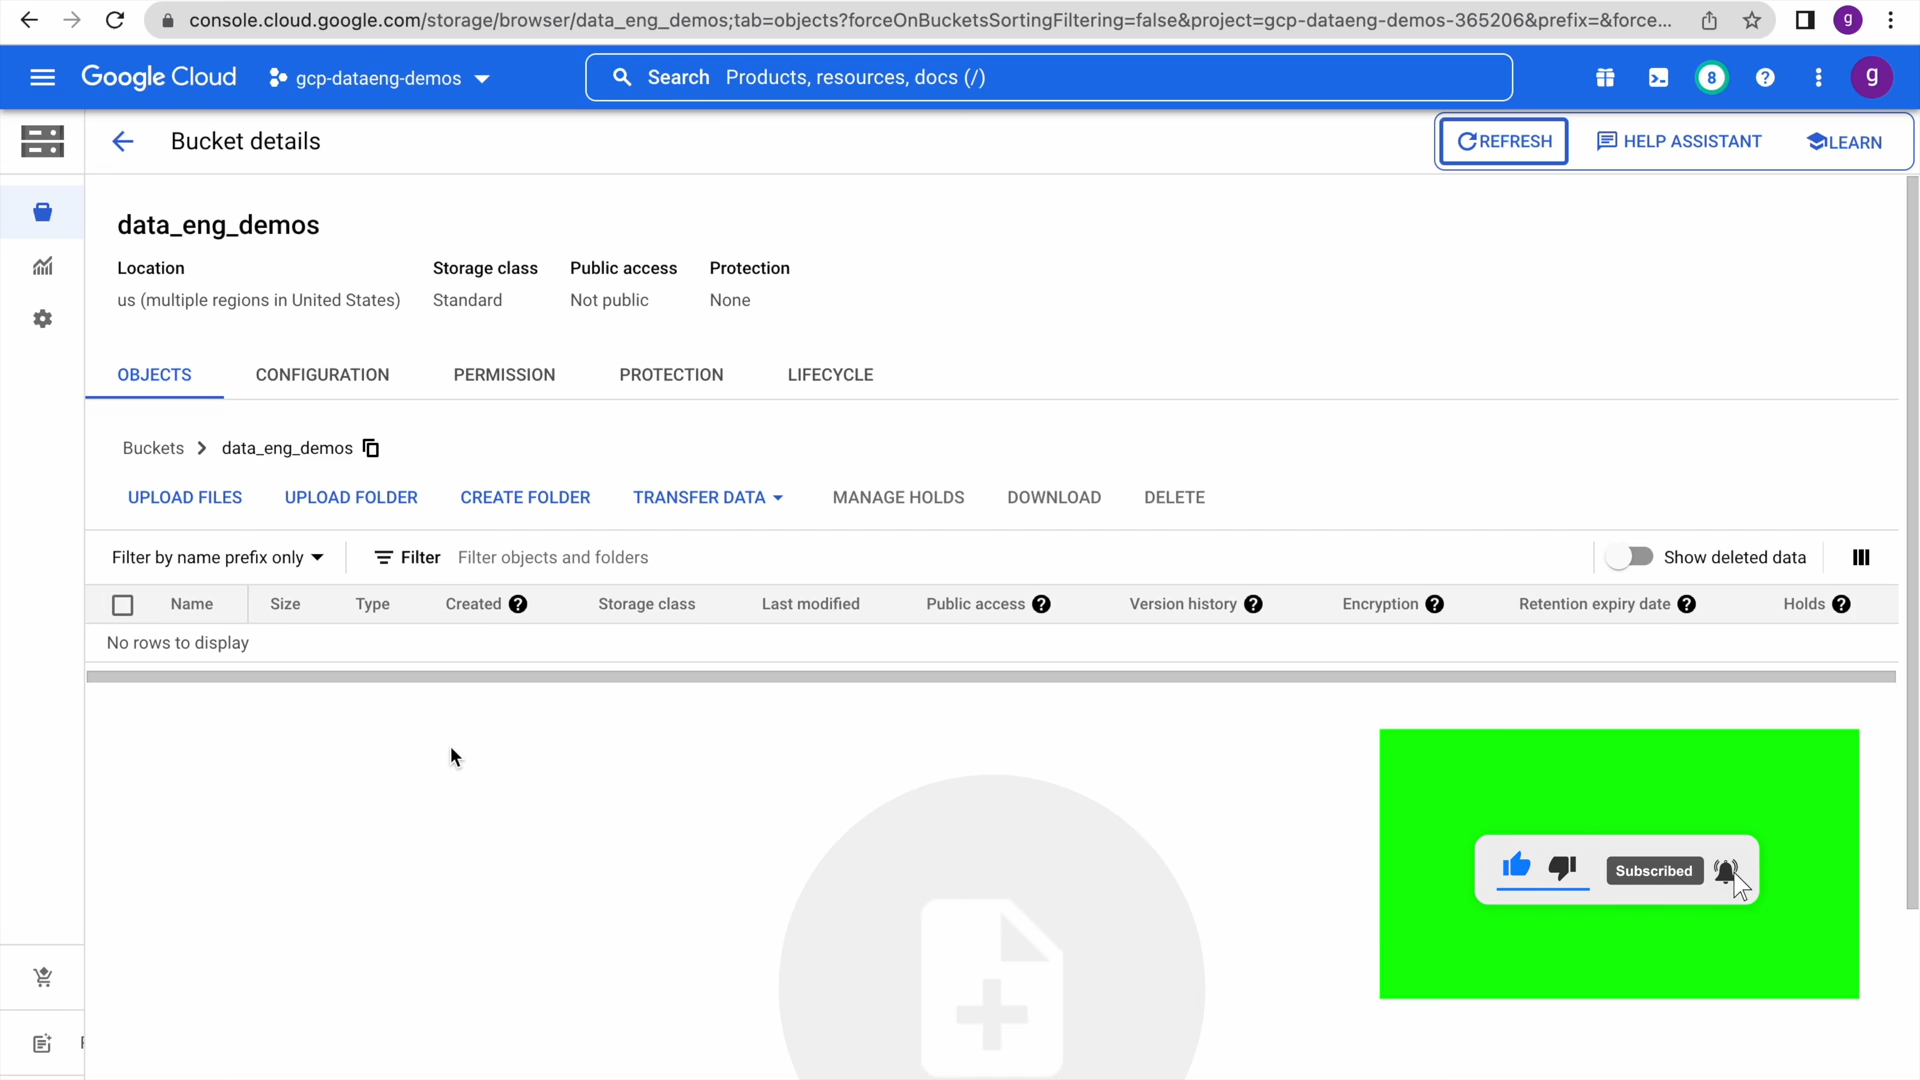 console.cloud.google.com/storage/browser/data_eng_demos;tab=objects?forceOnBucketsSortingFiltering=false&project=gcp-dataeng-demos-365206&prefix=&force...
g
Google Cloud
gcp-dataeng-demos
Search Products, resources, docs (/)
8
g
Bucket details
REFRESH
HELP ASSISTANT
LEARN
data_eng_demos
Location Storage class Public access Protection
us (multiple regions in United States) Standard Not public None
OBJECTS CONFIGURATION PERMISSION PROTECTION LIFECYCLE
Buckets data_eng_demos
UPLOAD FILES UPLOAD FOLDER CREATE FOLDER TRANSFER DATA MANAGE HOLDS DOWNLOAD DELETE
Filter by name prefix only Filter Filter objects and folders Show deleted data
Name Size Type Created Storage class Last modified Public access Version history Encryption Retention expiry date Holds
No rows to display
Subscribed